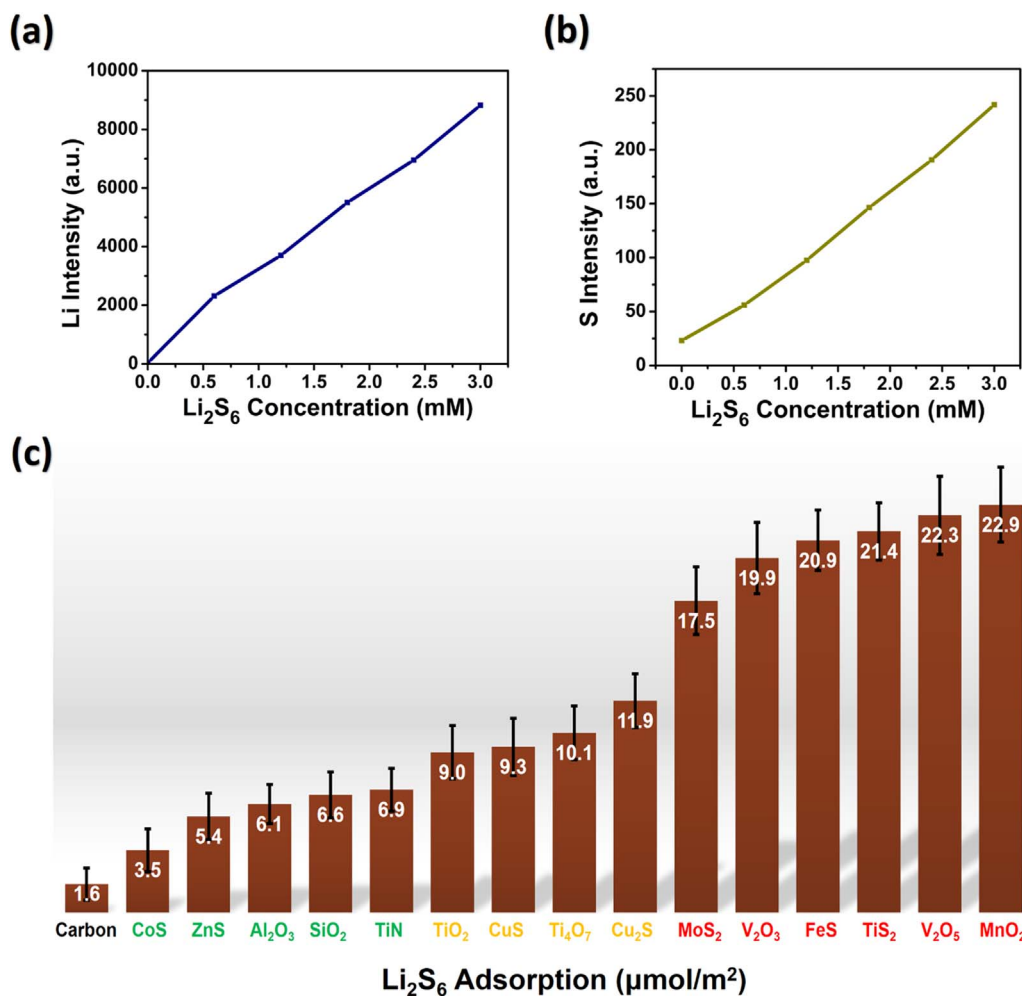 (a)
10000
8000
6000
4000
2000
0
Li Intensity (a.u.)
0.0 0.5 1.0 1.5 2.0 2.5 3.0
Li₂S₆ Concentration (mM)
(b)
250
200
150
100
50
0
S Intensity (a.u.)
0.0 0.5 1.0 1.5 2.0 2.5 3.0
Li₂S₆ Concentration (mM)
(c)
1.6 3.5 5.4 6.1 6.6 6.9 9.0 9.3 10.1 11.9 17.5 19.9 20.9 21.4 22.3 22.9
Carbon CoS ZnS Al₂O₃ SiO₂ TiN TiO₂ CuS Ti₄O₇ Cu₂S MoS₂ V₂O₃ FeS TiS₂ V₂O₅ MnO₂
Li₂S₆ Adsorption (μmol/m²)